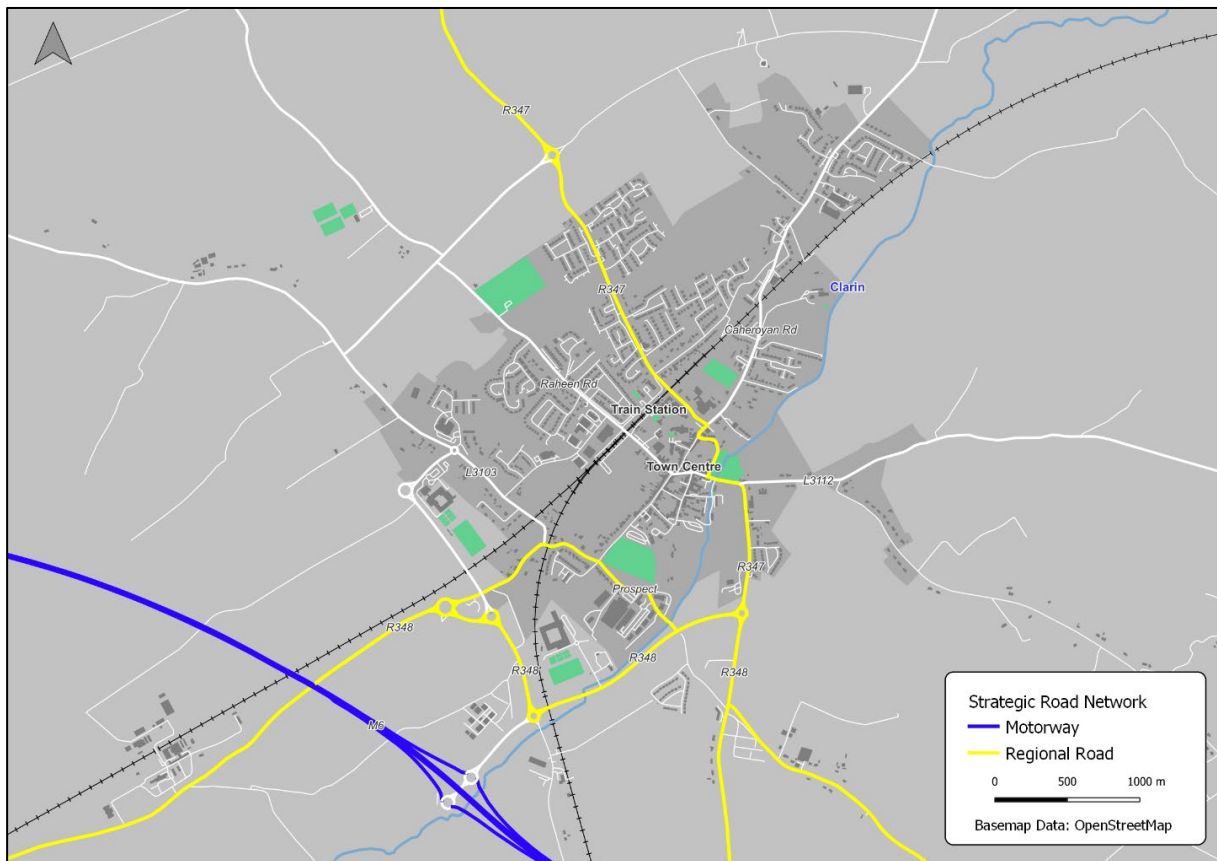 R347
R347
Clarin
Caheroyan Rd
Raheen Rd
Train Station
Town Centre
L3103
L3112
R347
Prospect
R348
R348
R348
R348
M6
Strategic Road Network
Motorway
Regional Road
0 500 1000 m
Basemap Data: OpenStreetMap